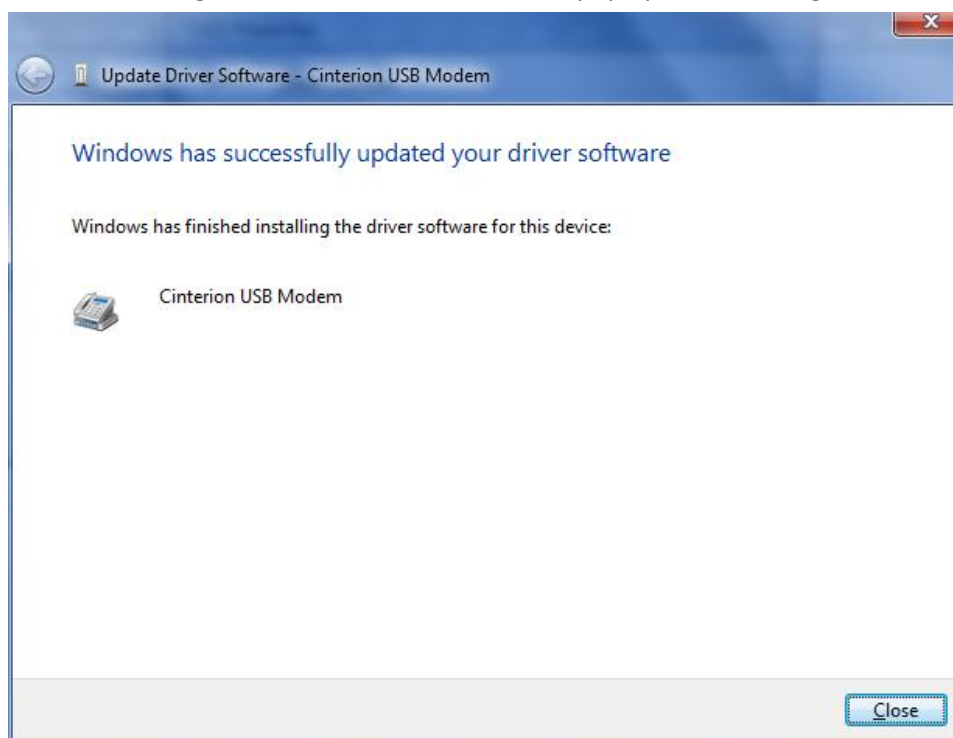 Update Driver Software - Cinterion USB Modem
Windows has successfully updated your driver software
Windows has finished installing the driver software for this device:
Cinterion USB Modem
Close